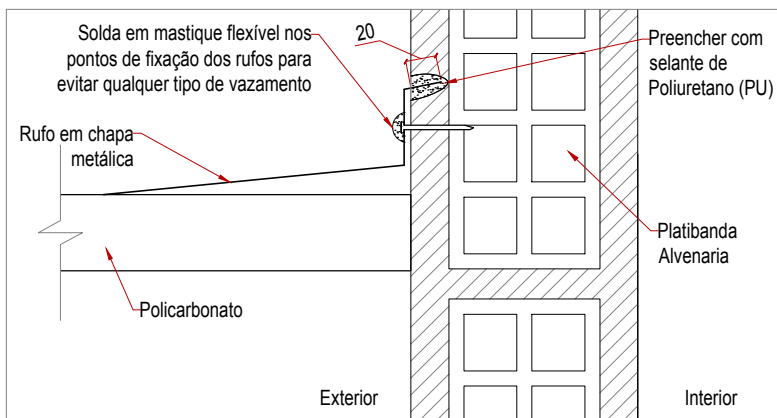 Solda em mastique flexível nos
pontos de fixação dos rufos para
evitar qualquer tipo de vazamento
20
Preencher com
selante de
Poliuretano (PU)
Rufo em chapa
metálica
Platibanda
Alvenaria
Policarbonato
Exterior
Interior